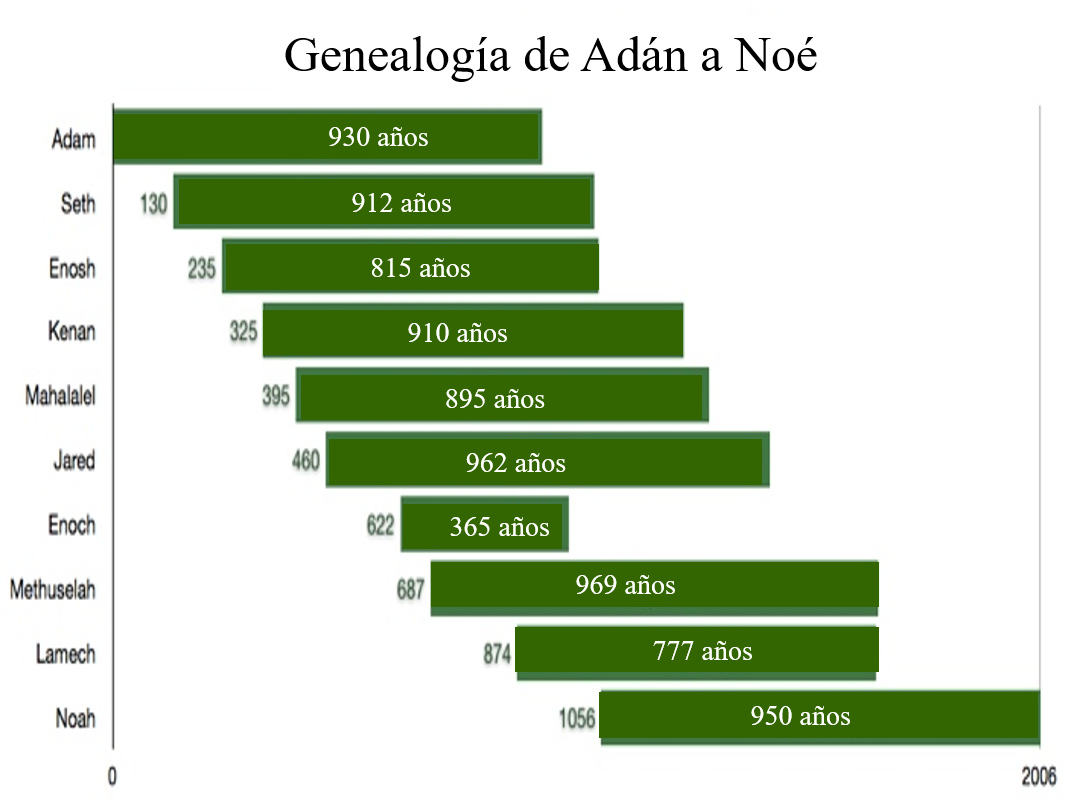 Genealogía de Adán a Noé
Adam
930 años
Seth
130
912 años
Enosh
235
815 años
Kenan
325
910 años
Mahalalel
395
895 años
Jared
460
962 años
Enoch
622
365 años
Methuselah
687
969 años
Lamech
874
777 años
Noah
1056
950 años
0
2006